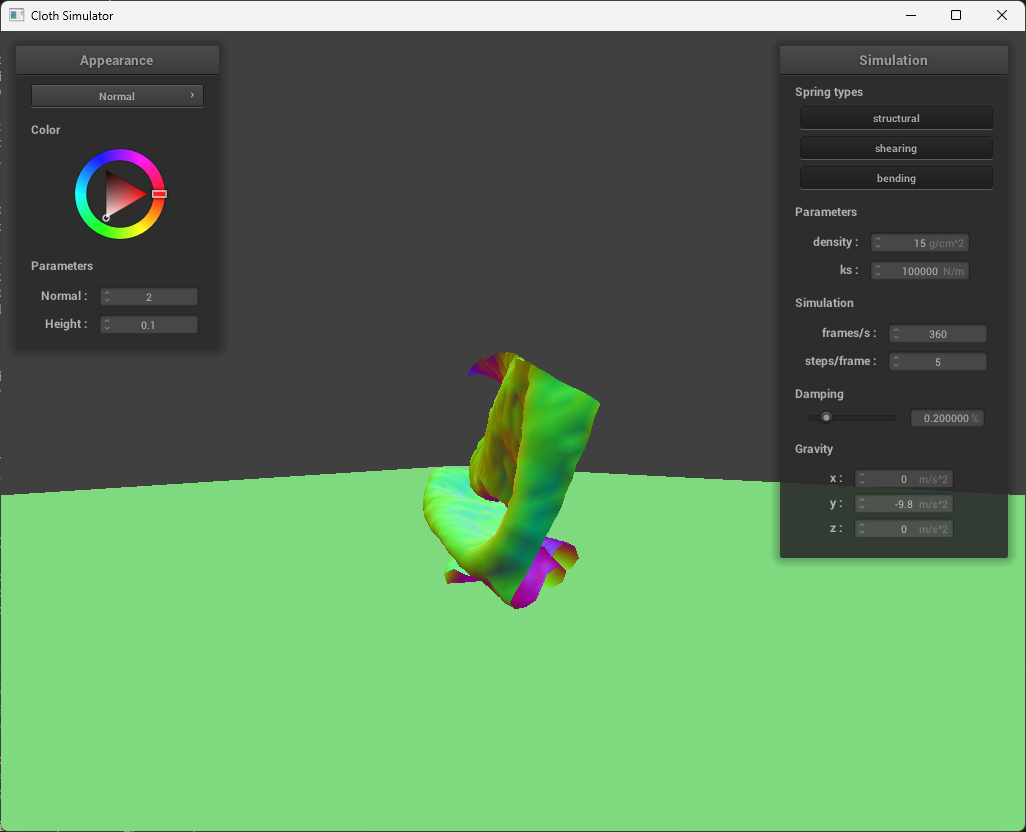 Cloth Simulator
Appearance
Normal
Color
Parameters
Normal : 2
Height : 0.1
Simulation
Spring types
structural
shearing
bending
Parameters
density : 15 g/cm^2
ks : 100000 N/m
Simulation
frames/s : 360
steps/frame : 5
Damping
0.200000 %
Gravity
x : 0 m/s^2
y : -9.8 m/s^2
z : 0 m/s^2